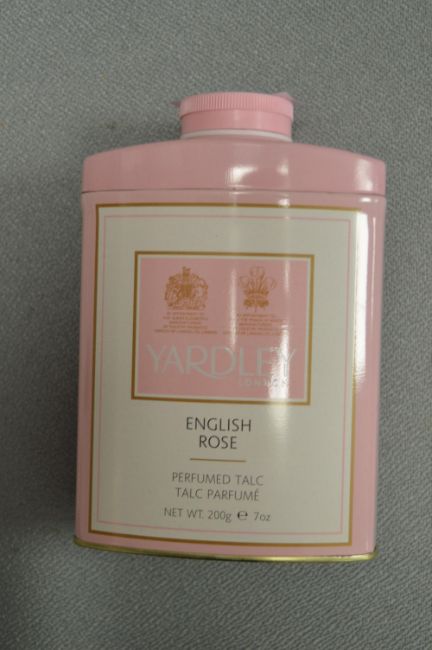 YARDLEY
LONDON
ENGLISH
ROSE
PERFUMED TALC
TALC PARFUMÉ
NET WT. 200g ℮ 7oz